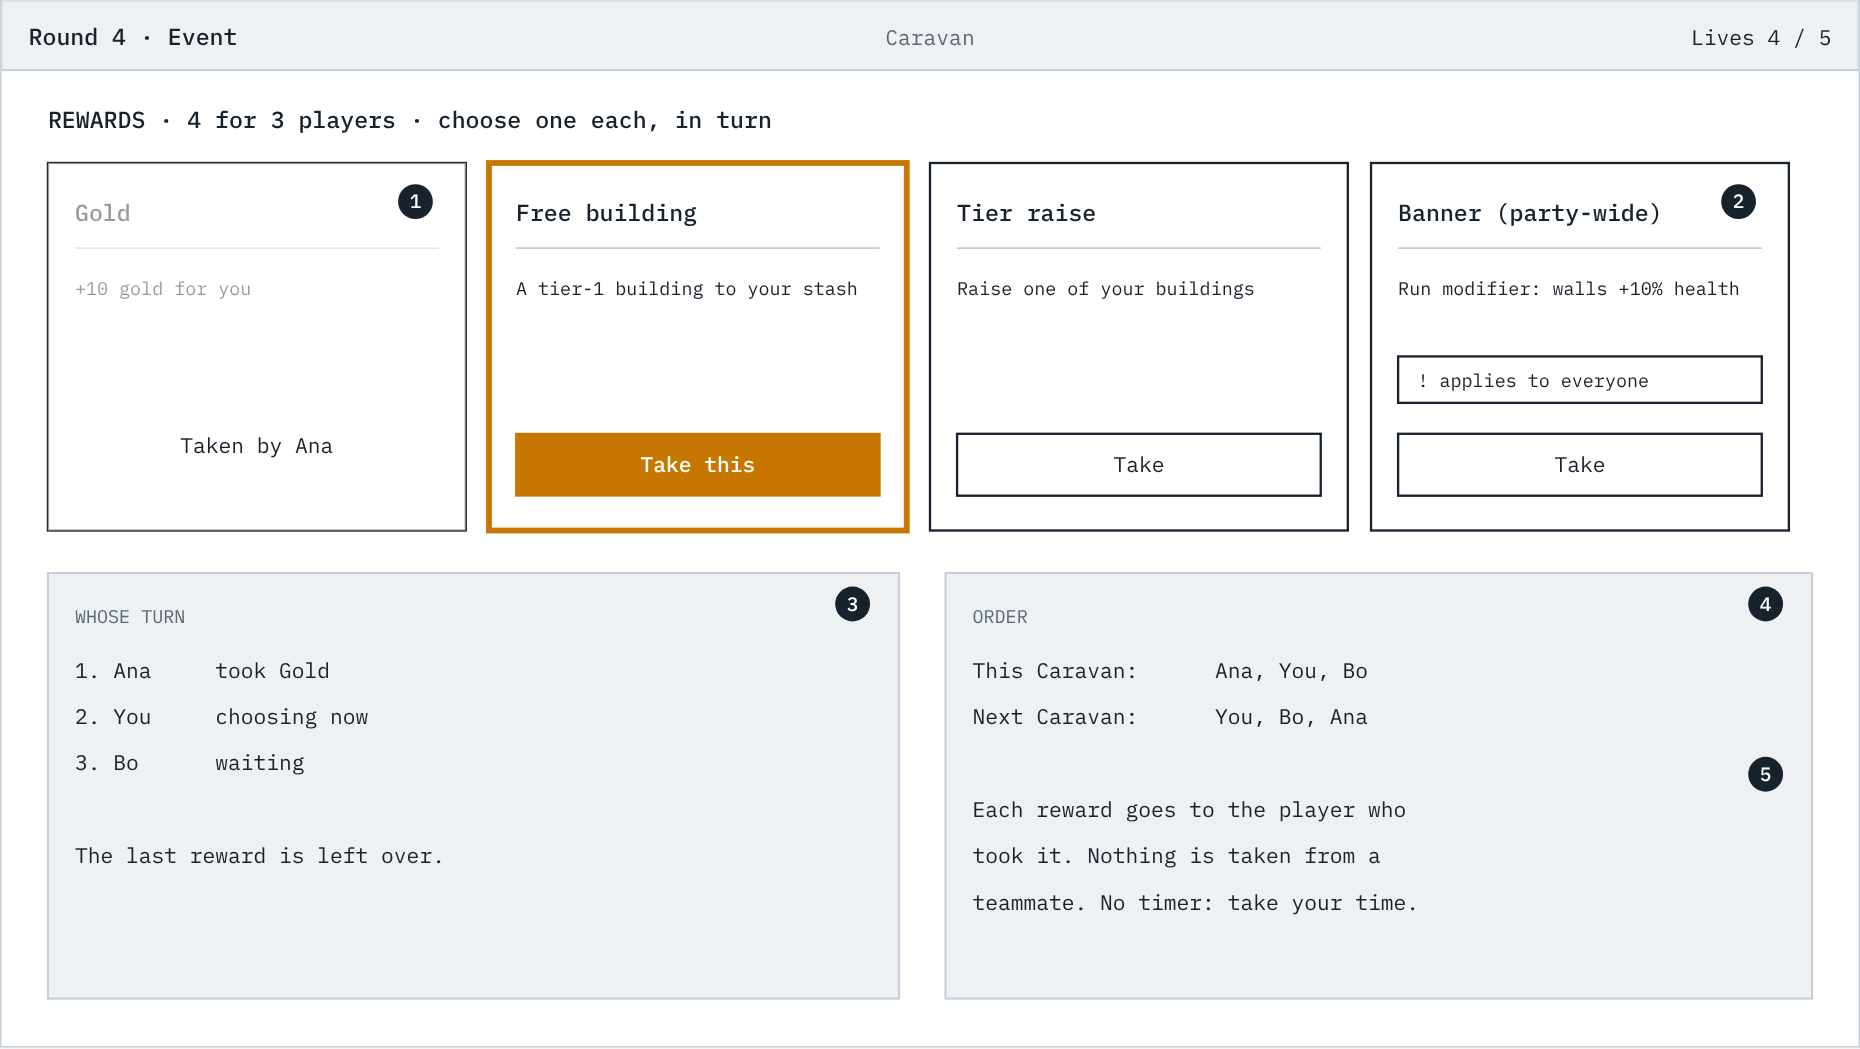 Round 4 · Event
Caravan
Lives 4 / 5
REWARDS · 4 for 3 players · choose one each, in turn
Gold
1
+10 gold for you
Taken by Ana
Free building
A tier-1 building to your stash
Take this
Tier raise
Raise one of your buildings
Take
Banner (party-wide)
2
Run modifier: walls +10% health
! applies to everyone
Take
WHOSE TURN
3
1. Ana took Gold
2. You choosing now
3. Bo waiting
The last reward is left over.
ORDER
4
This Caravan: Ana, You, Bo
Next Caravan: You, Bo, Ana
5
Each reward goes to the player who
took it. Nothing is taken from a
teammate. No timer: take your time.